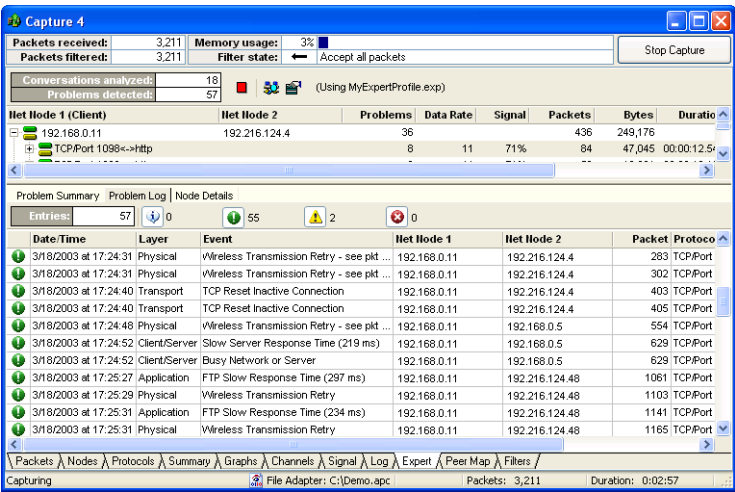 Capture 4
Packets received: 3,211 Memory usage: 3%
Packets filtered: 3,211 Filter state: Accept all packets
Stop Capture
Conversations analyzed: 18
Problems detected: 57
(Using MyExpertProfile.exp)
Net Node 1 (Client) Net Node 2 Problems Data Rate Signal Packets Bytes Duratio
192.168.0.11 192.216.124.4 36 436 249,176
TCP/Port 1098<->http 8 11 71% 84 47,045 00:00:12.54
Problem Summary Problem Log Node Details
Entries: 57 0 55 2 0
Date/Time Layer Event Net Node 1 Net Node 2 Packet Protoco
3/18/2003 at 17:24:31 Physical Wireless Transmission Retry - see pkt ... 192.168.0.11 192.216.124.4 283 TCP/Port
3/18/2003 at 17:24:31 Physical Wireless Transmission Retry - see pkt ... 192.168.0.11 192.216.124.4 302 TCP/Port
3/18/2003 at 17:24:40 Transport TCP Reset Inactive Connection 192.168.0.11 192.216.124.4 403 TCP/Port
3/18/2003 at 17:24:40 Transport TCP Reset Inactive Connection 192.168.0.11 192.216.124.4 405 TCP/Port
3/18/2003 at 17:24:48 Physical Wireless Transmission Retry - see pkt ... 192.168.0.11 192.168.0.5 554 TCP/Port
3/18/2003 at 17:24:52 Client/Server Slow Server Response Time (219 ms) 192.168.0.11 192.168.0.5 629 TCP/Port
3/18/2003 at 17:24:52 Client/Server Busy Network or Server 192.168.0.11 192.168.0.5 629 TCP/Port
3/18/2003 at 17:25:27 Application FTP Slow Response Time (297 ms) 192.168.0.11 192.216.124.48 1061 TCP/Port
3/18/2003 at 17:25:29 Physical Wireless Transmission Retry 192.168.0.11 192.216.124.48 1103 TCP/Port
3/18/2003 at 17:25:31 Application FTP Slow Response Time (234 ms) 192.168.0.11 192.216.124.48 1141 TCP/Port
3/18/2003 at 17:25:31 Physical Wireless Transmission Retry 192.168.0.11 192.216.124.48 1165 TCP/Port
Packets Nodes Protocols Summary Graphs Channels Signal Log Expert Peer Map Filters
Capturing File Adapter: C:\Demo.apc Packets: 3,211 Duration: 0:02:57